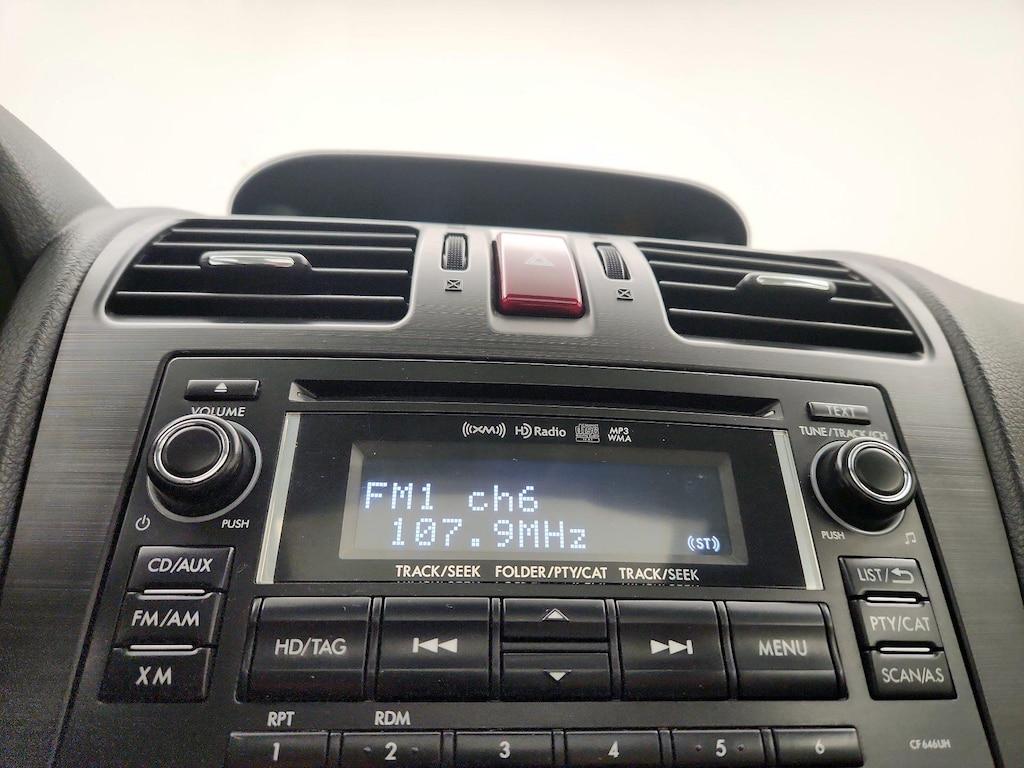 VOLUME
TEXT
TUNE/TRACK/CH
((XM)) HD Radio MP3
WMA
FM1 ch6
107.9MHz
(ST)
PUSH
PUSH
TRACK/SEEK FOLDER/PTY/CAT TRACK/SEEK
CD/AUX
LIST/
FM/AM
PTY/CAT
HD/TAG
MENU
XM
SCAN/AS
RPT RDM
1 2 3 4 5 6
CF646UH